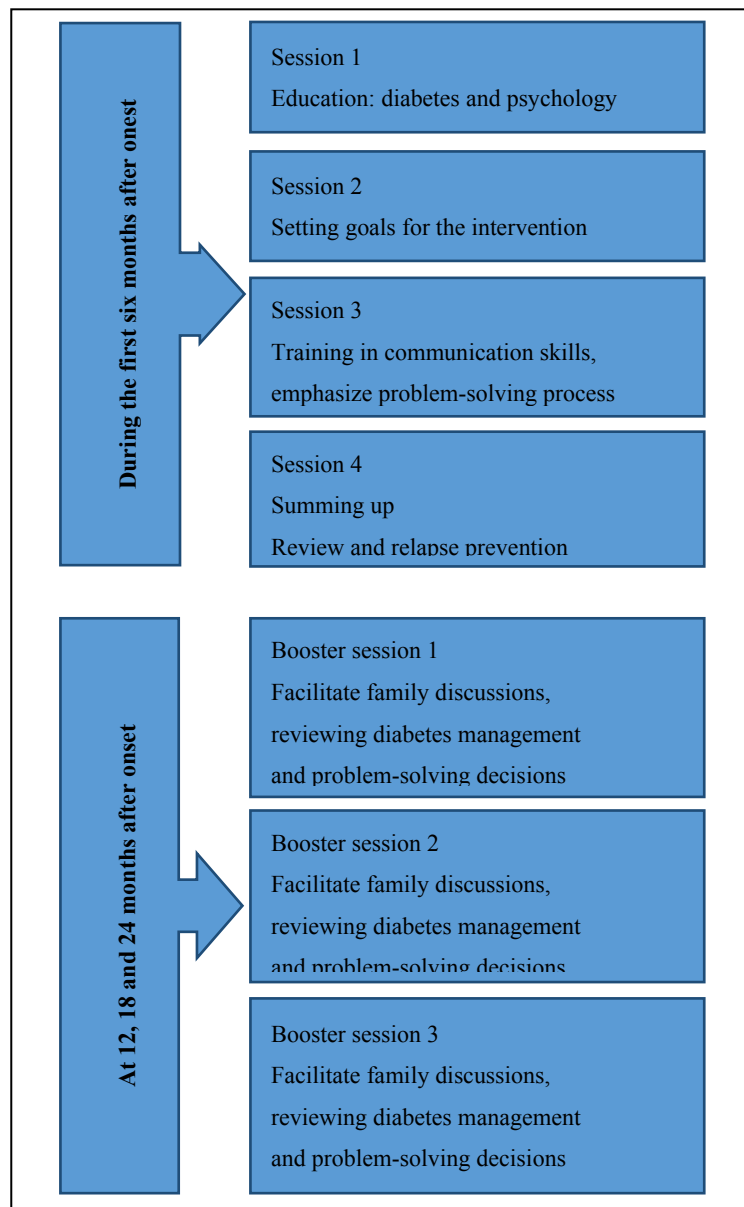 During the first six months after onest
Session 1
Education: diabetes and psychology
Session 2
Setting goals for the intervention
Session 3
Training in communication skills,
emphasize problem-solving process
Session 4
Summing up
Review and relapse prevention
At 12, 18 and 24 months after onset
Booster session 1
Facilitate family discussions,
reviewing diabetes management
and problem-solving decisions
Booster session 2
Facilitate family discussions,
reviewing diabetes management
and problem-solving decisions
Booster session 3
Facilitate family discussions,
reviewing diabetes management
and problem-solving decisions